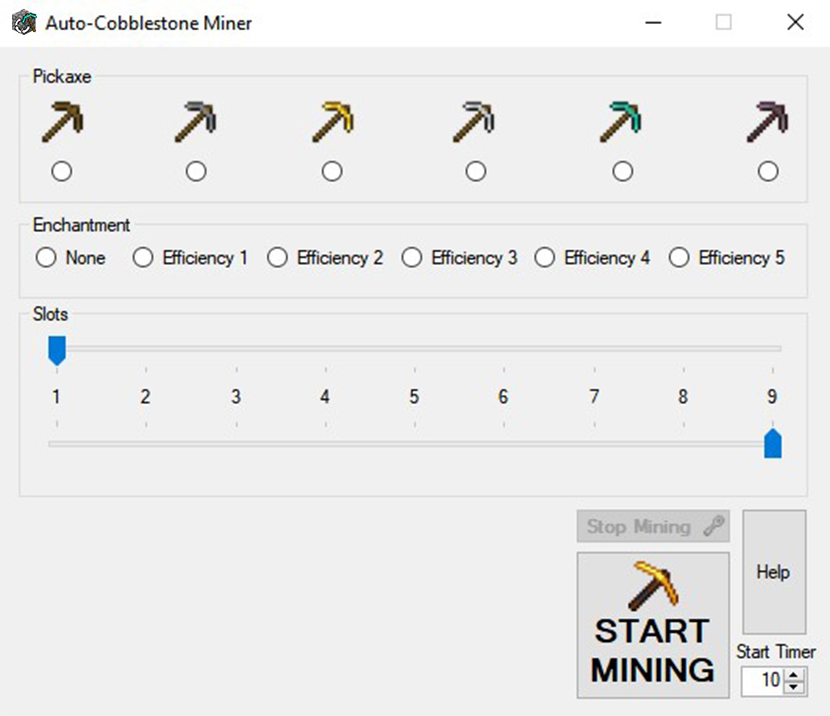 Auto-Cobblestone Miner
Pickaxe
Enchantment
None Efficiency 1 Efficiency 2 Efficiency 3 Efficiency 4 Efficiency 5
Slots
1 2 3 4 5 6 7 8 9
Stop Mining
Help
START
MINING
Start Timer
10